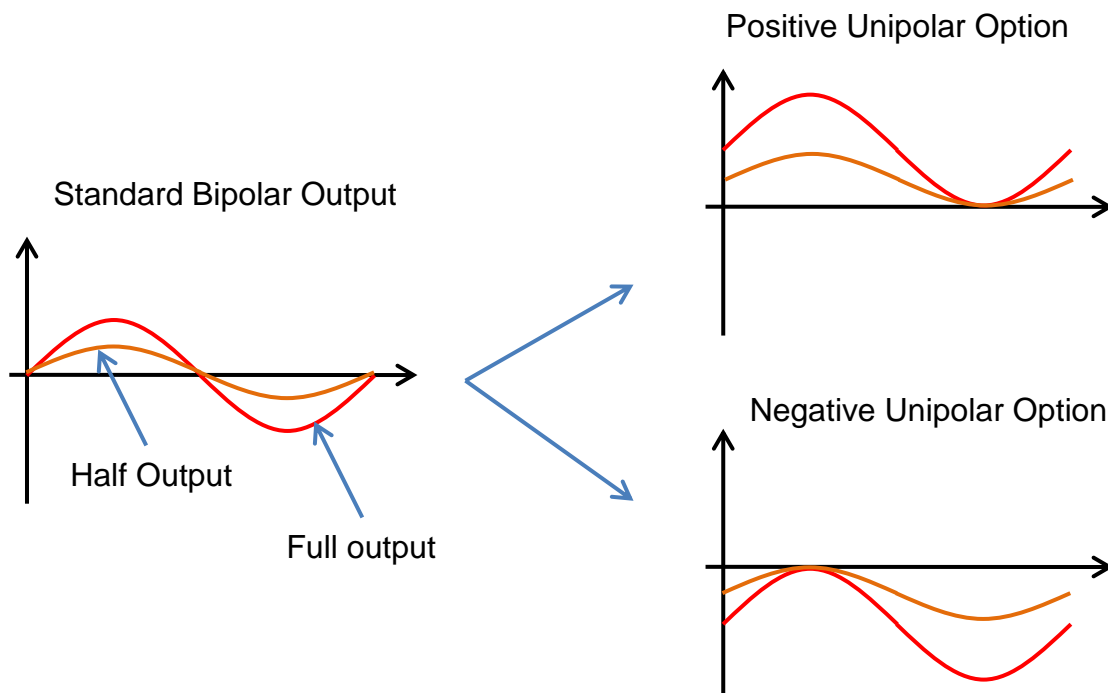 Positive Unipolar Option
Standard Bipolar Output
Half Output
Full output
Negative Unipolar Option